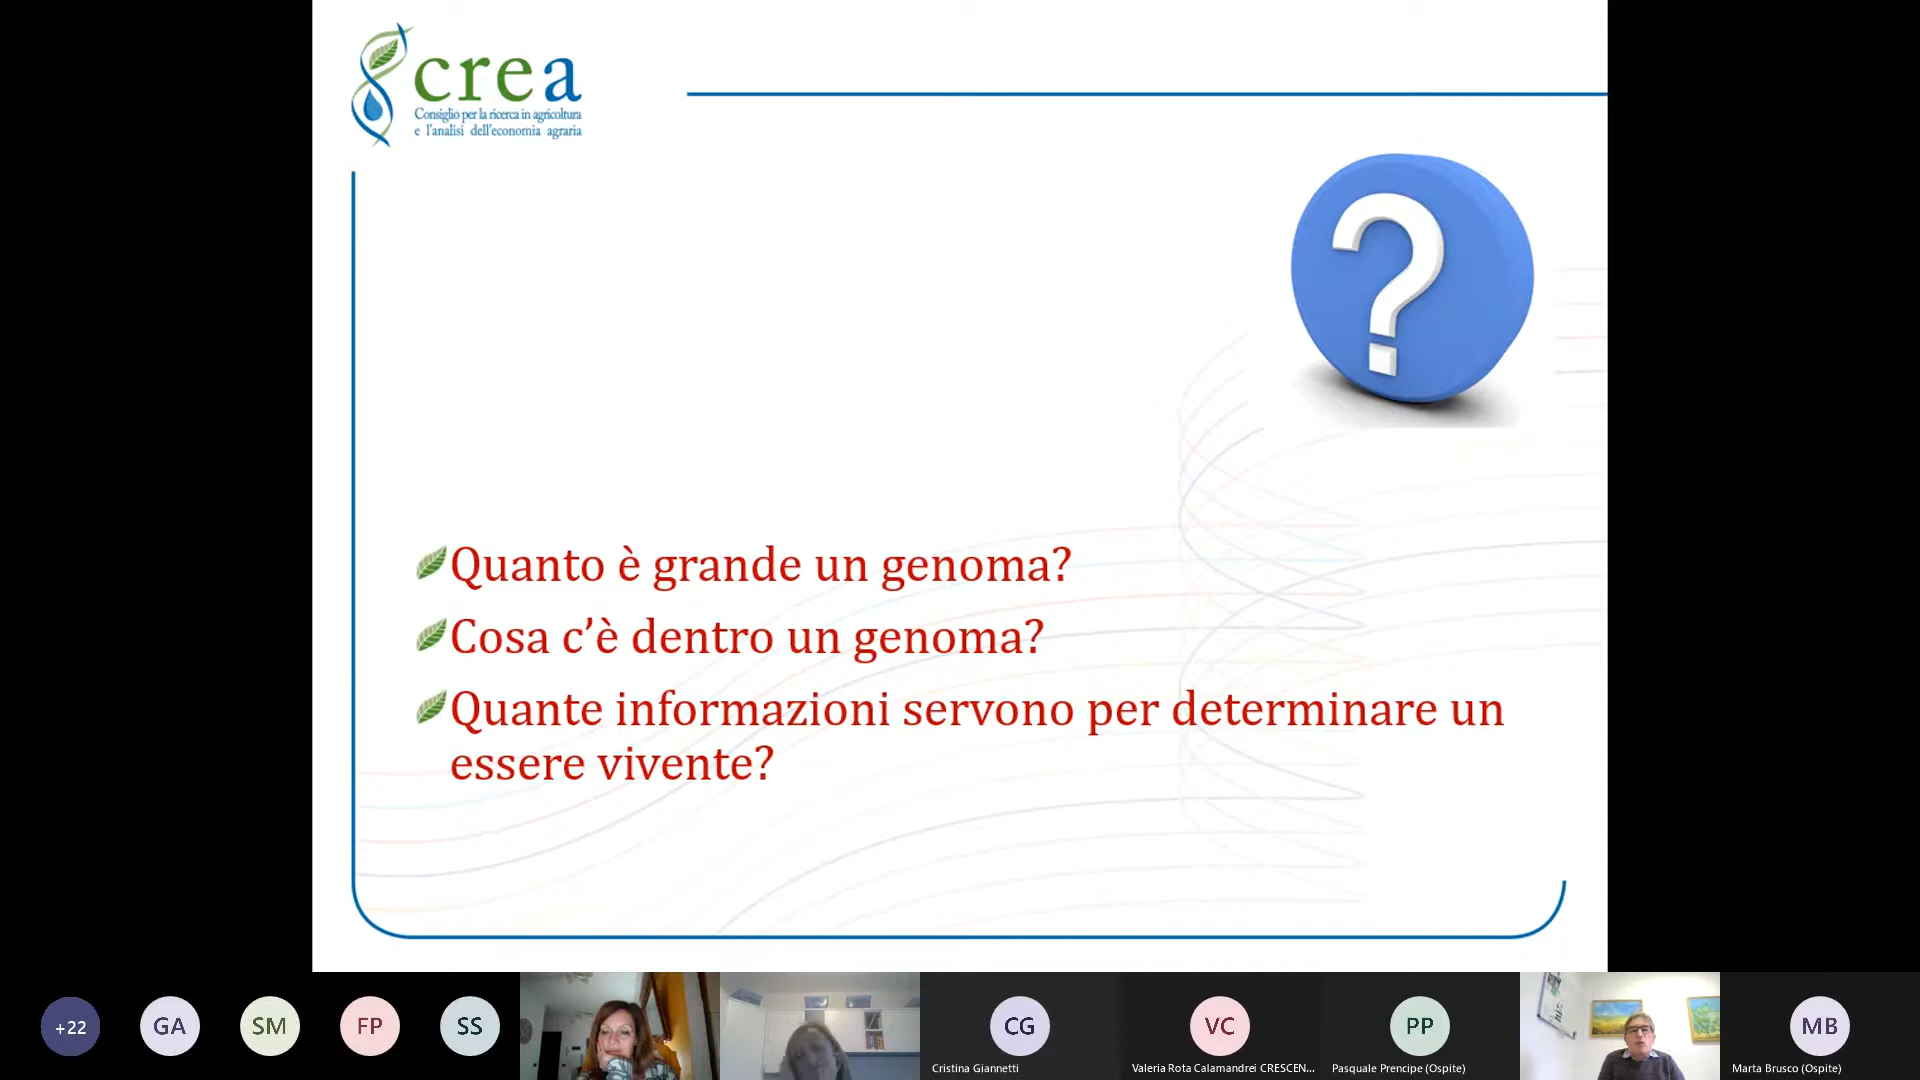 crea
Consiglio per la ricerca in agricoltura
e l'analisi dell'economia agraria
?
Quanto è grande un genoma?
Cosa c’è dentro un genoma?
Quante informazioni servono per determinare un
essere vivente?
+22
GA
SM
FP
SS
CG
VC
PP
MB
Cristina Giannetti
Valeria Rota Calamandrei CRESCEN...
Pasquale Prencipe (Ospite)
Marta Brusco (Ospite)